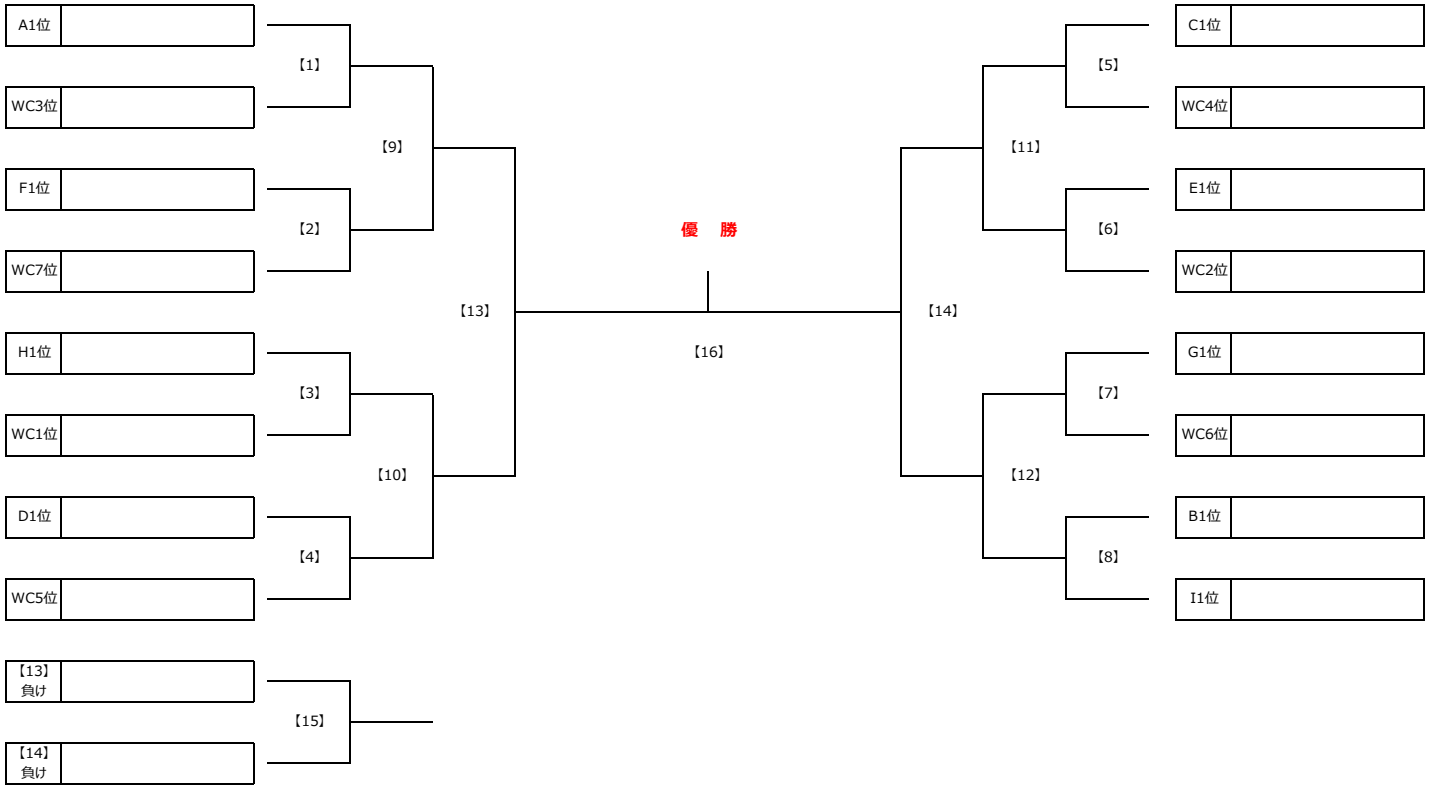 A1位
【1】
WC3位
【9】
F1位
【2】
WC7位
【13】
H1位
【3】
WC1位
【10】
D1位
【4】
WC5位
【13】
負け
【15】
【14】
負け
優 勝
【16】
C1位
【5】
WC4位
【11】
E1位
【6】
WC2位
【14】
G1位
【7】
WC6位
【12】
B1位
【8】
I1位